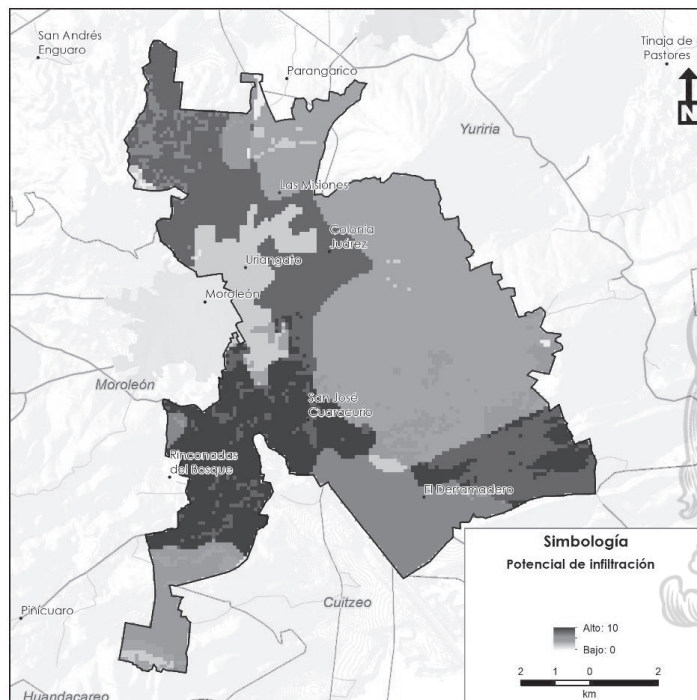 San Andrés
Enguaro
Tinaja de
Pastores
Parangarico
N
Yuriria
Las Misiones
Colonia
Juárez
Uriangato
Moroleón
Moroleón
San José
Cuaracurio
Rinconadas
del Bosque
El Derramadero
Simbología
Potencial de infiltración
Cuitzeo
Piñícuaro
Alto: 10
Bajo: 0
2 1 0 2
km
Huandacareo